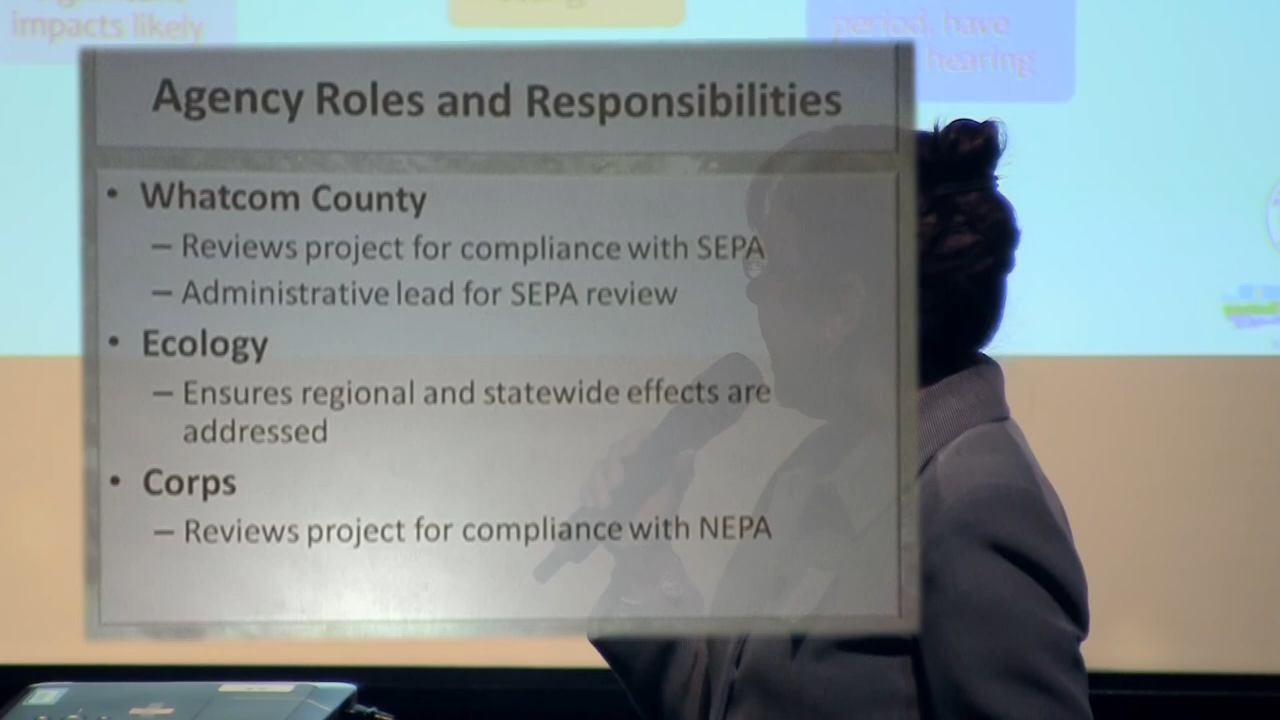 impacts likely
period, have
hearing
Agency Roles and Responsibilities
• Whatcom County
– Reviews project for compliance with SEPA
– Administrative lead for SEPA review
• Ecology
– Ensures regional and statewide effects are
addressed
• Corps
– Reviews project for compliance with NEPA